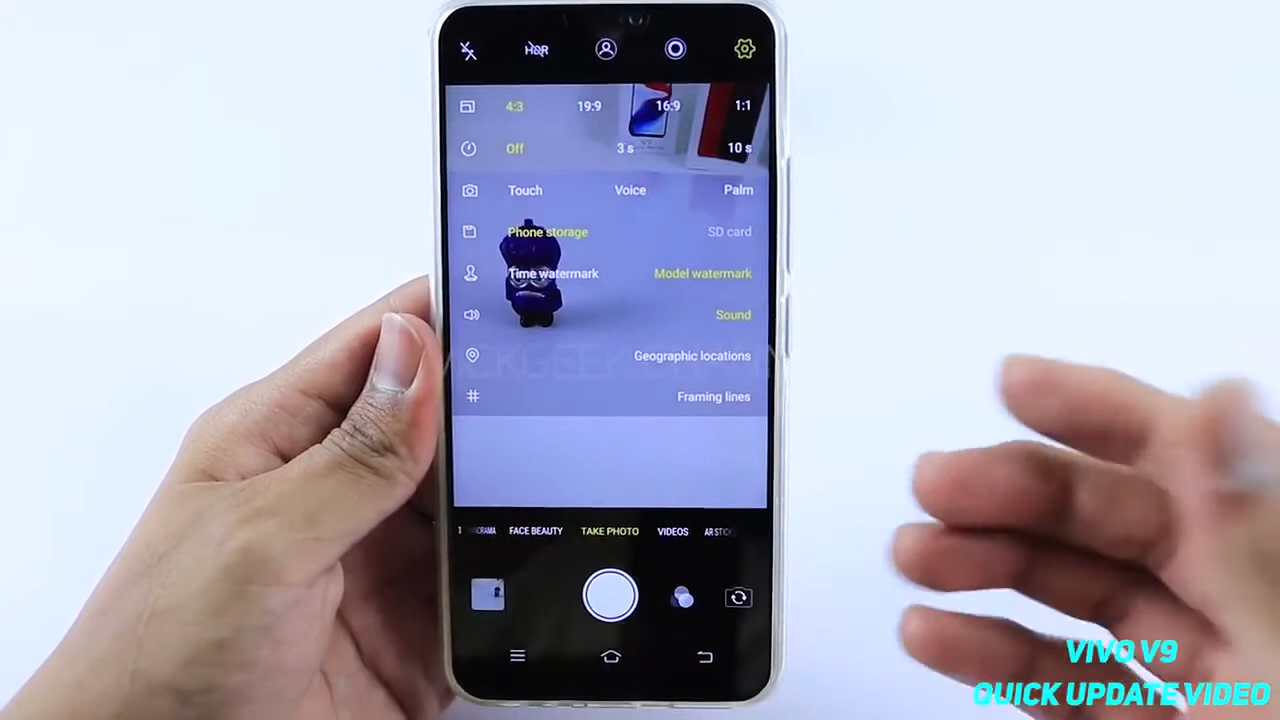 HDR
4:3 19:9 16:9 1:1
Off 3 s 10 s
Touch Voice Palm
Phone storage SD card
Time watermark Model watermark
Sound
Geographic locations
Framing lines
FACE BEAUTY TAKE PHOTO VIDEOS
VIVO V9
QUICK UPDATE VIDEO